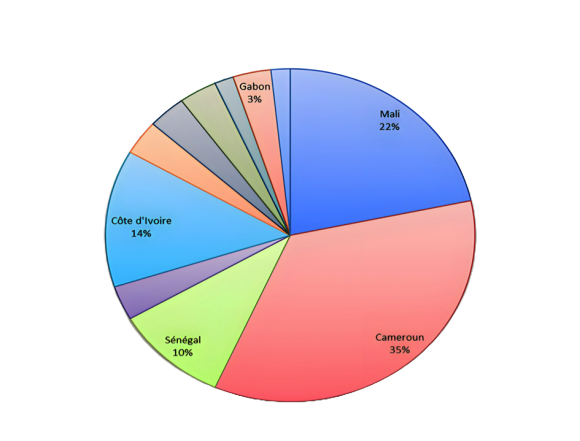 Gabon
3%
Mali
22%
Côte d'Ivoire
14%
Cameroun
35%
Sénégal
10%